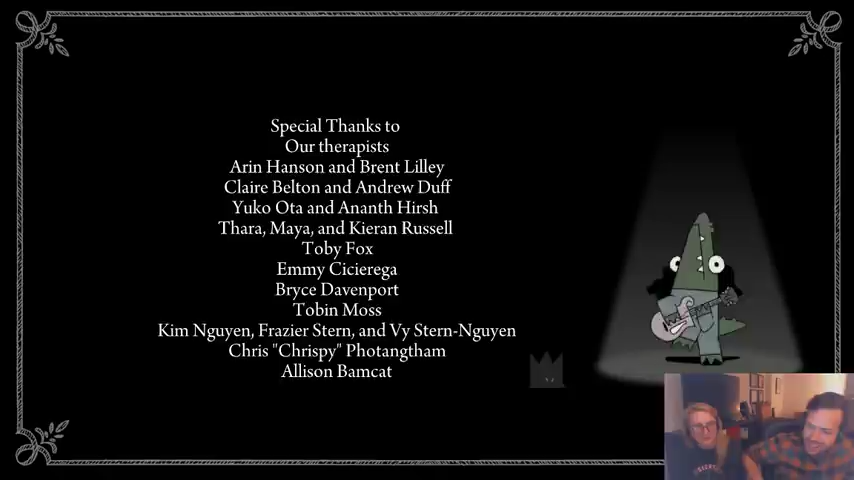 Special Thanks to
Our therapists
Arin Hanson and Brent Lilley
Claire Belton and Andrew Duff
Yuko Ota and Ananth Hirsh
Thara, Maya, and Kieran Russell
Toby Fox
Emmy Cicierega
Bryce Davenport
Tobin Moss
Kim Nguyen, Frazier Stern, and Vy Stern-Nguyen
Chris "Chrispy" Photangtham
Allison Bamcat